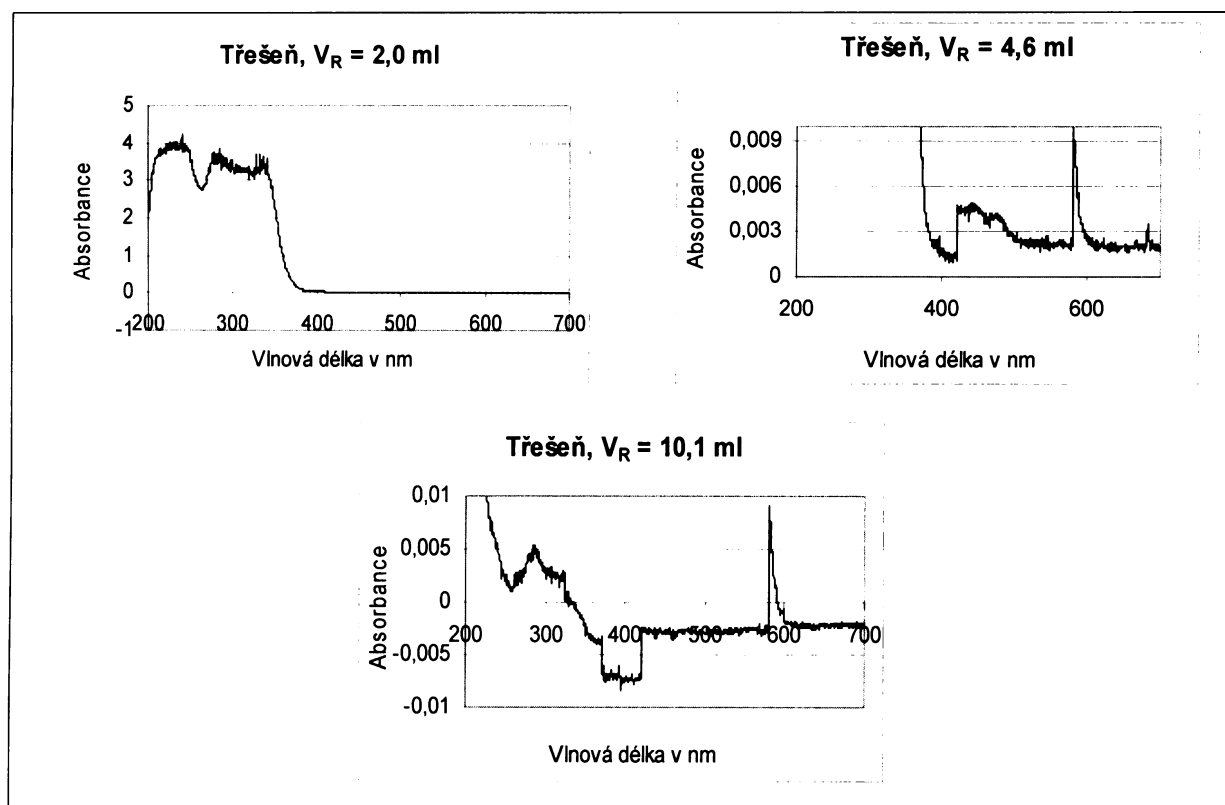 Třešeň, V_R = 2,0 ml
5
4
3
2
1
0
-1
200 300 400 500 600 700
Absorbance
Vlnová délka v nm
Třešeň, V_R = 4,6 ml
0,009
0,006
0,003
0
200 400 600
Absorbance
Vlnová délka v nm
Třešeň, V_R = 10,1 ml
0,01
0,005
0
-0,005
-0,01
200 300 400 500 600 700
Absorbance
Vlnová délka v nm